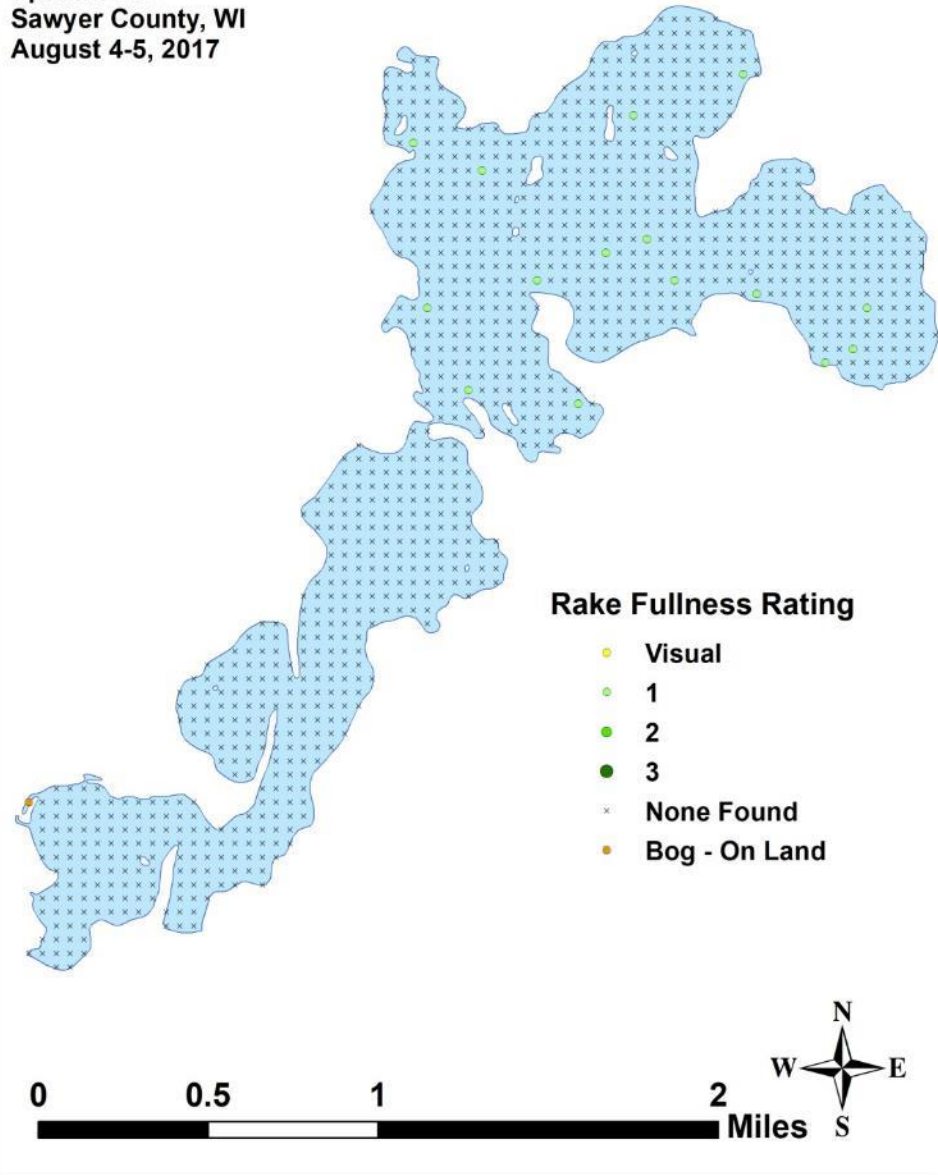 Sawyer County, WI
August 4-5, 2017
Rake Fullness Rating
Visual
1
2
3
None Found
Bog - On Land
N
W E
S
0 0.5 1 2
Miles